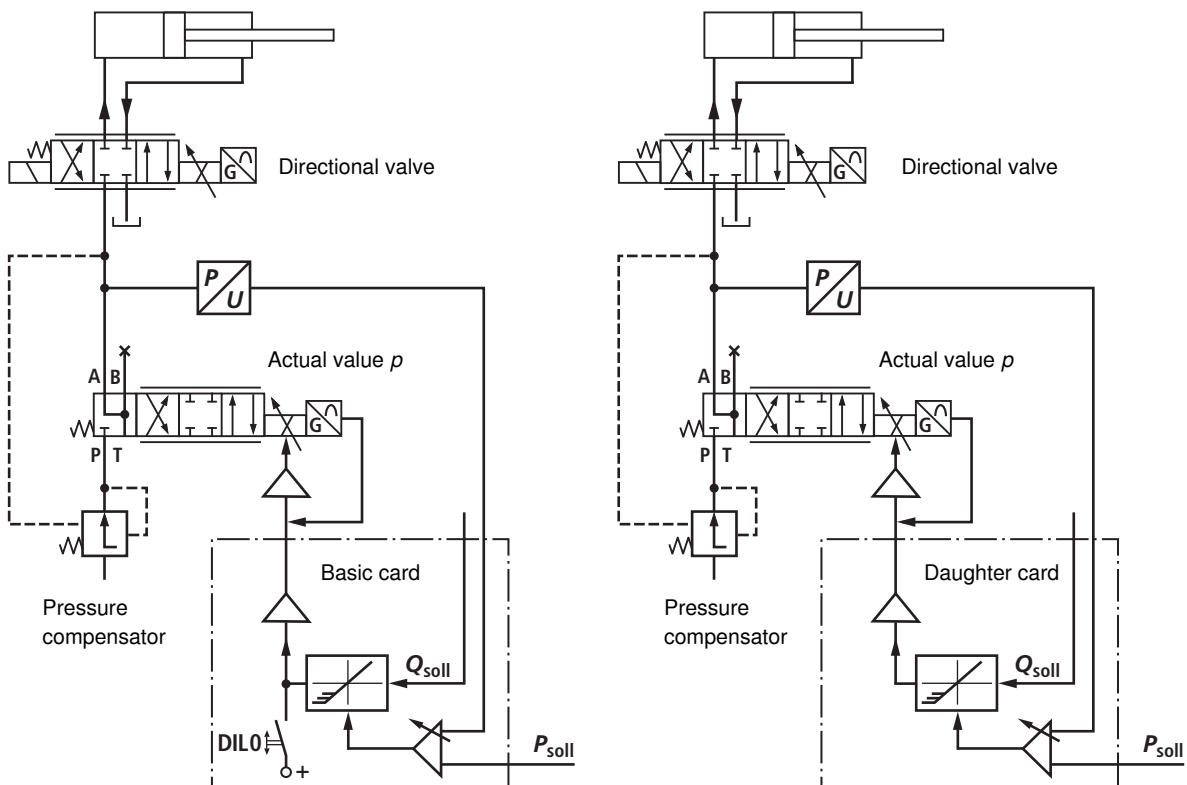 G
Directional valve
P
U
Actual value p
A B
G
P T
Basic card
Pressure
compensator
Qsoll
DIL0
+
Psoll
G
Directional valve
P
U
Actual value p
A B
G
P T
Daughter card
Pressure
compensator
Qsoll
Psoll